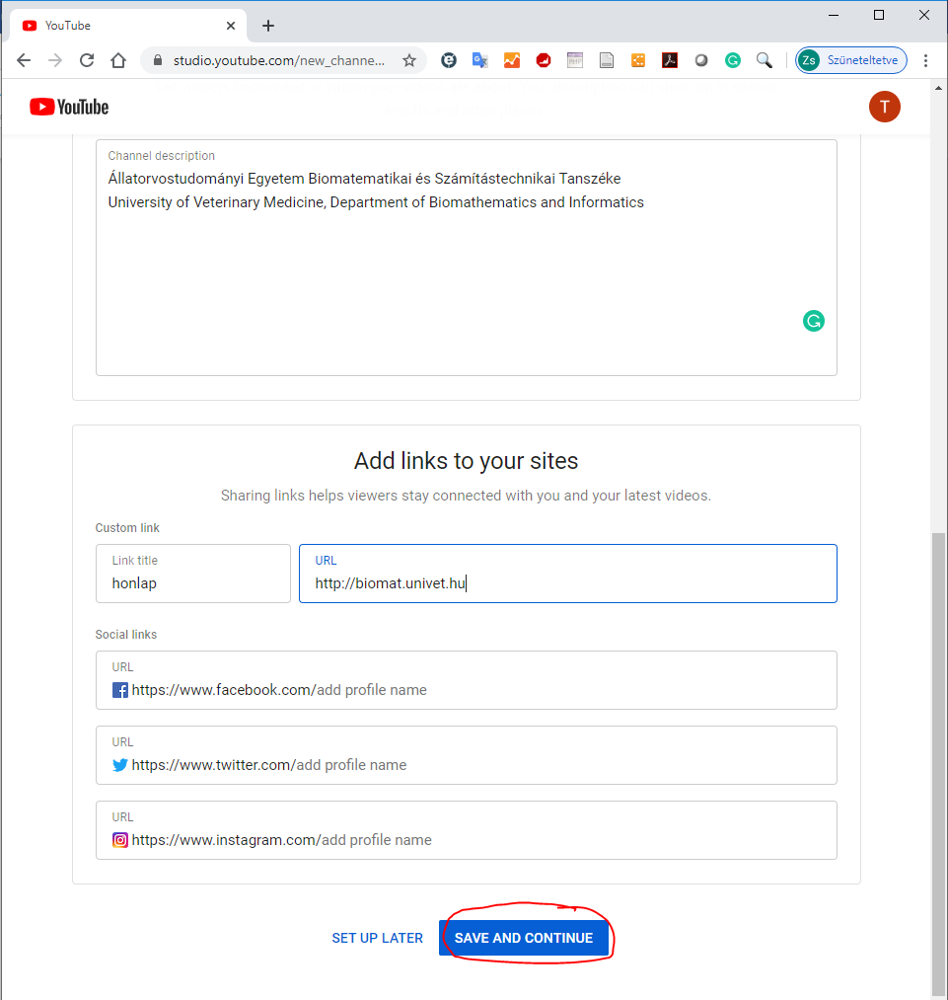 YouTube
studio.youtube.com/new_channe...
Zs Szüneteltetve
YouTube
T
Channel description
Állatorvostudományi Egyetem Biomatematikai és Számítástechnikai Tanszéke
University of Veterinary Medicine, Department of Biomathematics and Informatics
Add links to your sites
Sharing links helps viewers stay connected with you and your latest videos.
Custom link
Link title
honlap
URL
http://biomat.univet.hu
Social links
URL
https://www.facebook.com/add profile name
URL
https://www.twitter.com/add profile name
URL
https://www.instagram.com/add profile name
SET UP LATER
SAVE AND CONTINUE